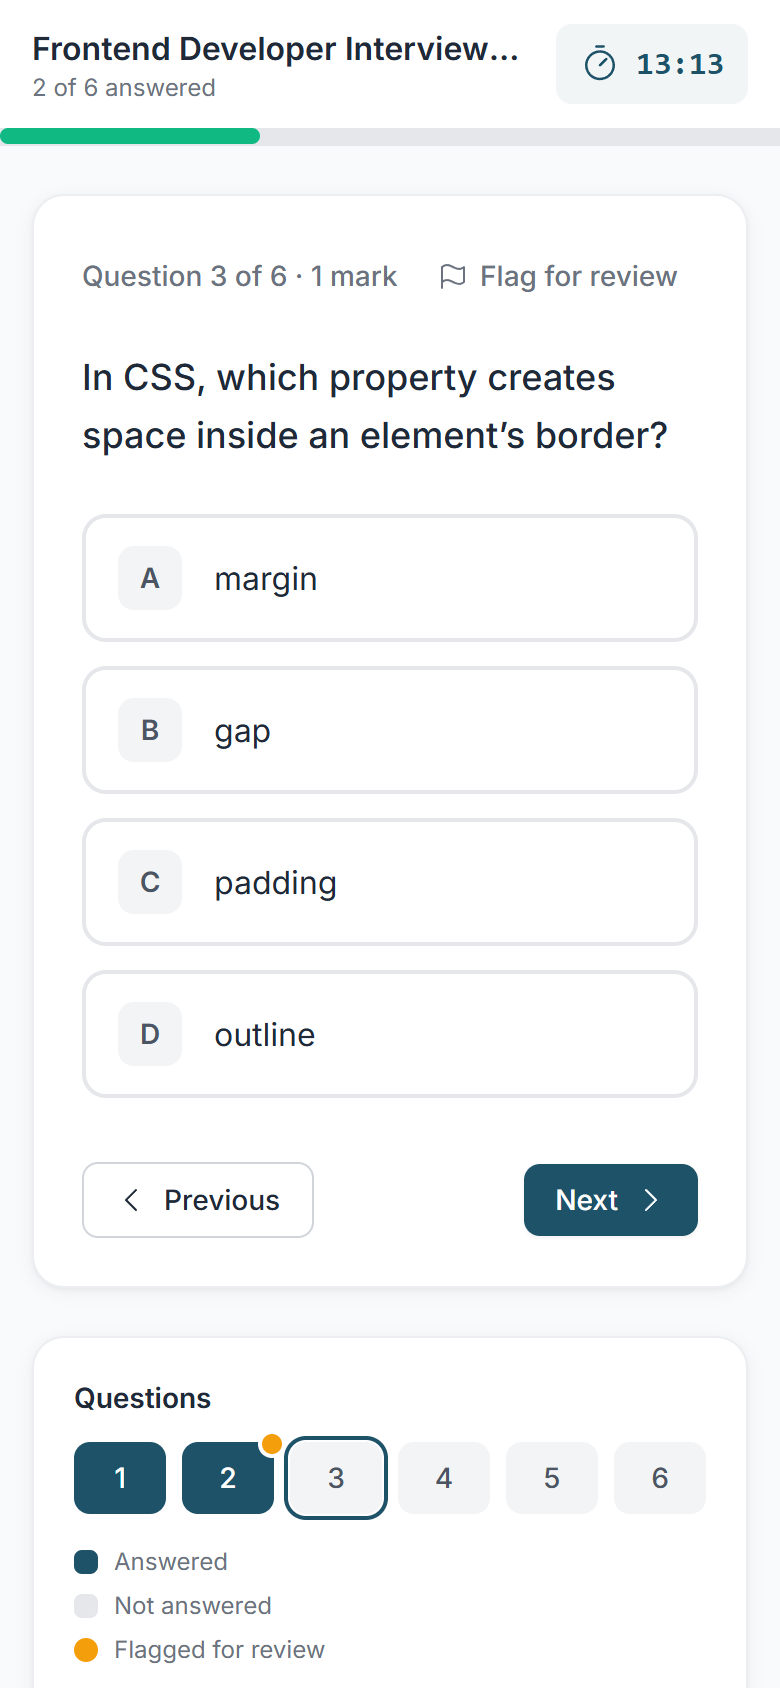 Frontend Developer Interview...
2 of 6 answered
13:13
Question 3 of 6 · 1 mark
Flag for review
In CSS, which property creates
space inside an element’s border?
A margin
B gap
C padding
D outline
Previous
Next
Questions
1 2 3 4 5 6
Answered
Not answered
Flagged for review